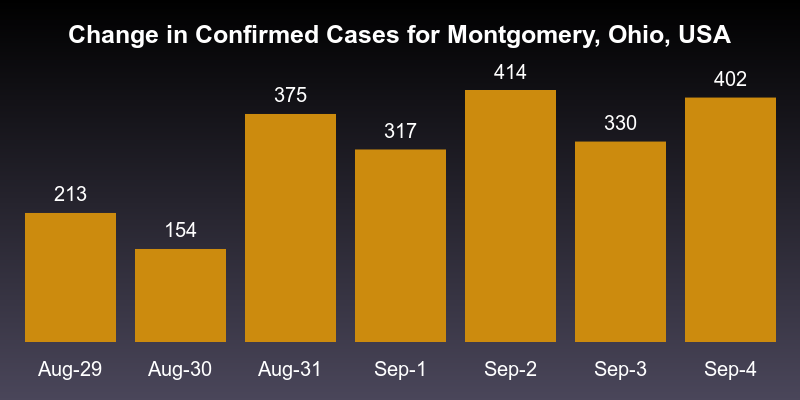 Change in Confirmed Cases for Montgomery, Ohio, USA
213
154
375
317
414
330
402
Aug-29
Aug-30
Aug-31
Sep-1
Sep-2
Sep-3
Sep-4